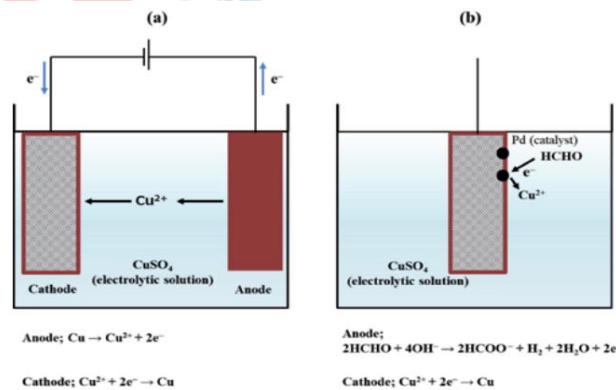 (a)
e⁻
e⁻
Cu²⁺
CuSO₄
(electrolytic solution)
Cathode
Anode
Anode; Cu → Cu²⁺ + 2e⁻
Cathode; Cu²⁺ + 2e⁻ → Cu
(b)
Pd (catalyst)
HCHO
e⁻
Cu²⁺
CuSO₄
(electrolytic solution)
Anode;
2HCHO + 4OH⁻ → 2HCOO⁻ + H₂ + 2H₂O + 2e
Cathode; Cu²⁺ + 2e⁻ → Cu